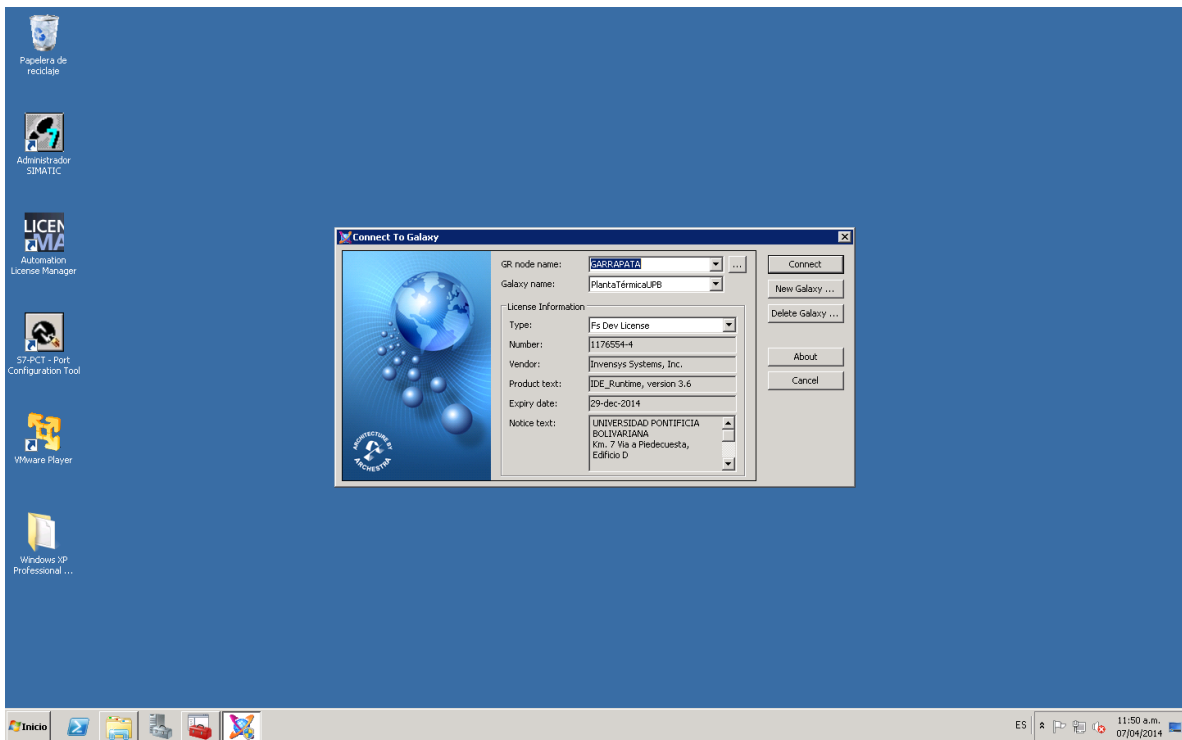 Papelera de
reciclaje
Administrador
SIMATIC
LICEN
MA
Automation
License Manager
S7-PCT - Port
Configuration Tool
VMware Player
Windows XP
Professional ...
Connect To Galaxy
GR node name:
GARRAPATA
...
Connect
Galaxy name:
PlantaTérmicaUPB
New Galaxy ...
Delete Galaxy ...
License Information
Type:
Fs Dev License
Number:
1176554-4
Vendor:
Invensys Systems, Inc.
About
Product text:
IDE_Runtime, version 3.6
Cancel
Expiry date:
29-dec-2014
Notice text:
UNIVERSIDAD PONTIFICIA
BOLIVARIANA
Km. 7 Via a Piedecuesta,
Edificio D
ARCHITECTURE BY
ARCHESTRA
Inicio
ES
11:50 a.m.
07/04/2014